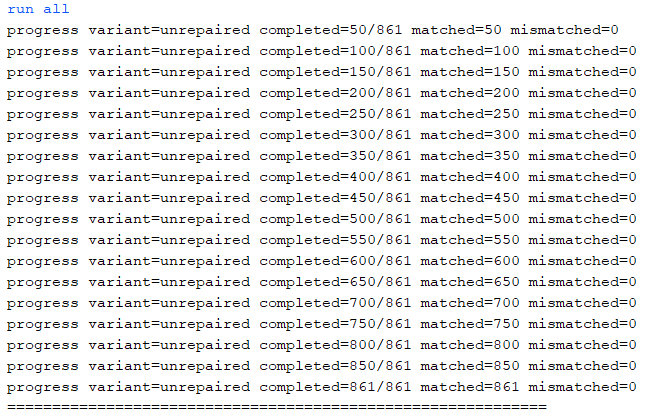 run all
progress variant=unrepaired completed=50/861 matched=50 mismatched=0
progress variant=unrepaired completed=100/861 matched=100 mismatched=0
progress variant=unrepaired completed=150/861 matched=150 mismatched=0
progress variant=unrepaired completed=200/861 matched=200 mismatched=0
progress variant=unrepaired completed=250/861 matched=250 mismatched=0
progress variant=unrepaired completed=300/861 matched=300 mismatched=0
progress variant=unrepaired completed=350/861 matched=350 mismatched=0
progress variant=unrepaired completed=400/861 matched=400 mismatched=0
progress variant=unrepaired completed=450/861 matched=450 mismatched=0
progress variant=unrepaired completed=500/861 matched=500 mismatched=0
progress variant=unrepaired completed=550/861 matched=550 mismatched=0
progress variant=unrepaired completed=600/861 matched=600 mismatched=0
progress variant=unrepaired completed=650/861 matched=650 mismatched=0
progress variant=unrepaired completed=700/861 matched=700 mismatched=0
progress variant=unrepaired completed=750/861 matched=750 mismatched=0
progress variant=unrepaired completed=800/861 matched=800 mismatched=0
progress variant=unrepaired completed=850/861 matched=850 mismatched=0
progress variant=unrepaired completed=861/861 matched=861 mismatched=0
============================================================